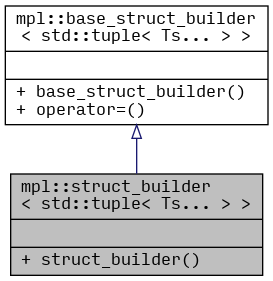 mpl::base_struct_builder
< std::tuple< Ts... > >
+ base_struct_builder()
+ operator=()
mpl::struct_builder
< std::tuple< Ts... > >
+ struct_builder()